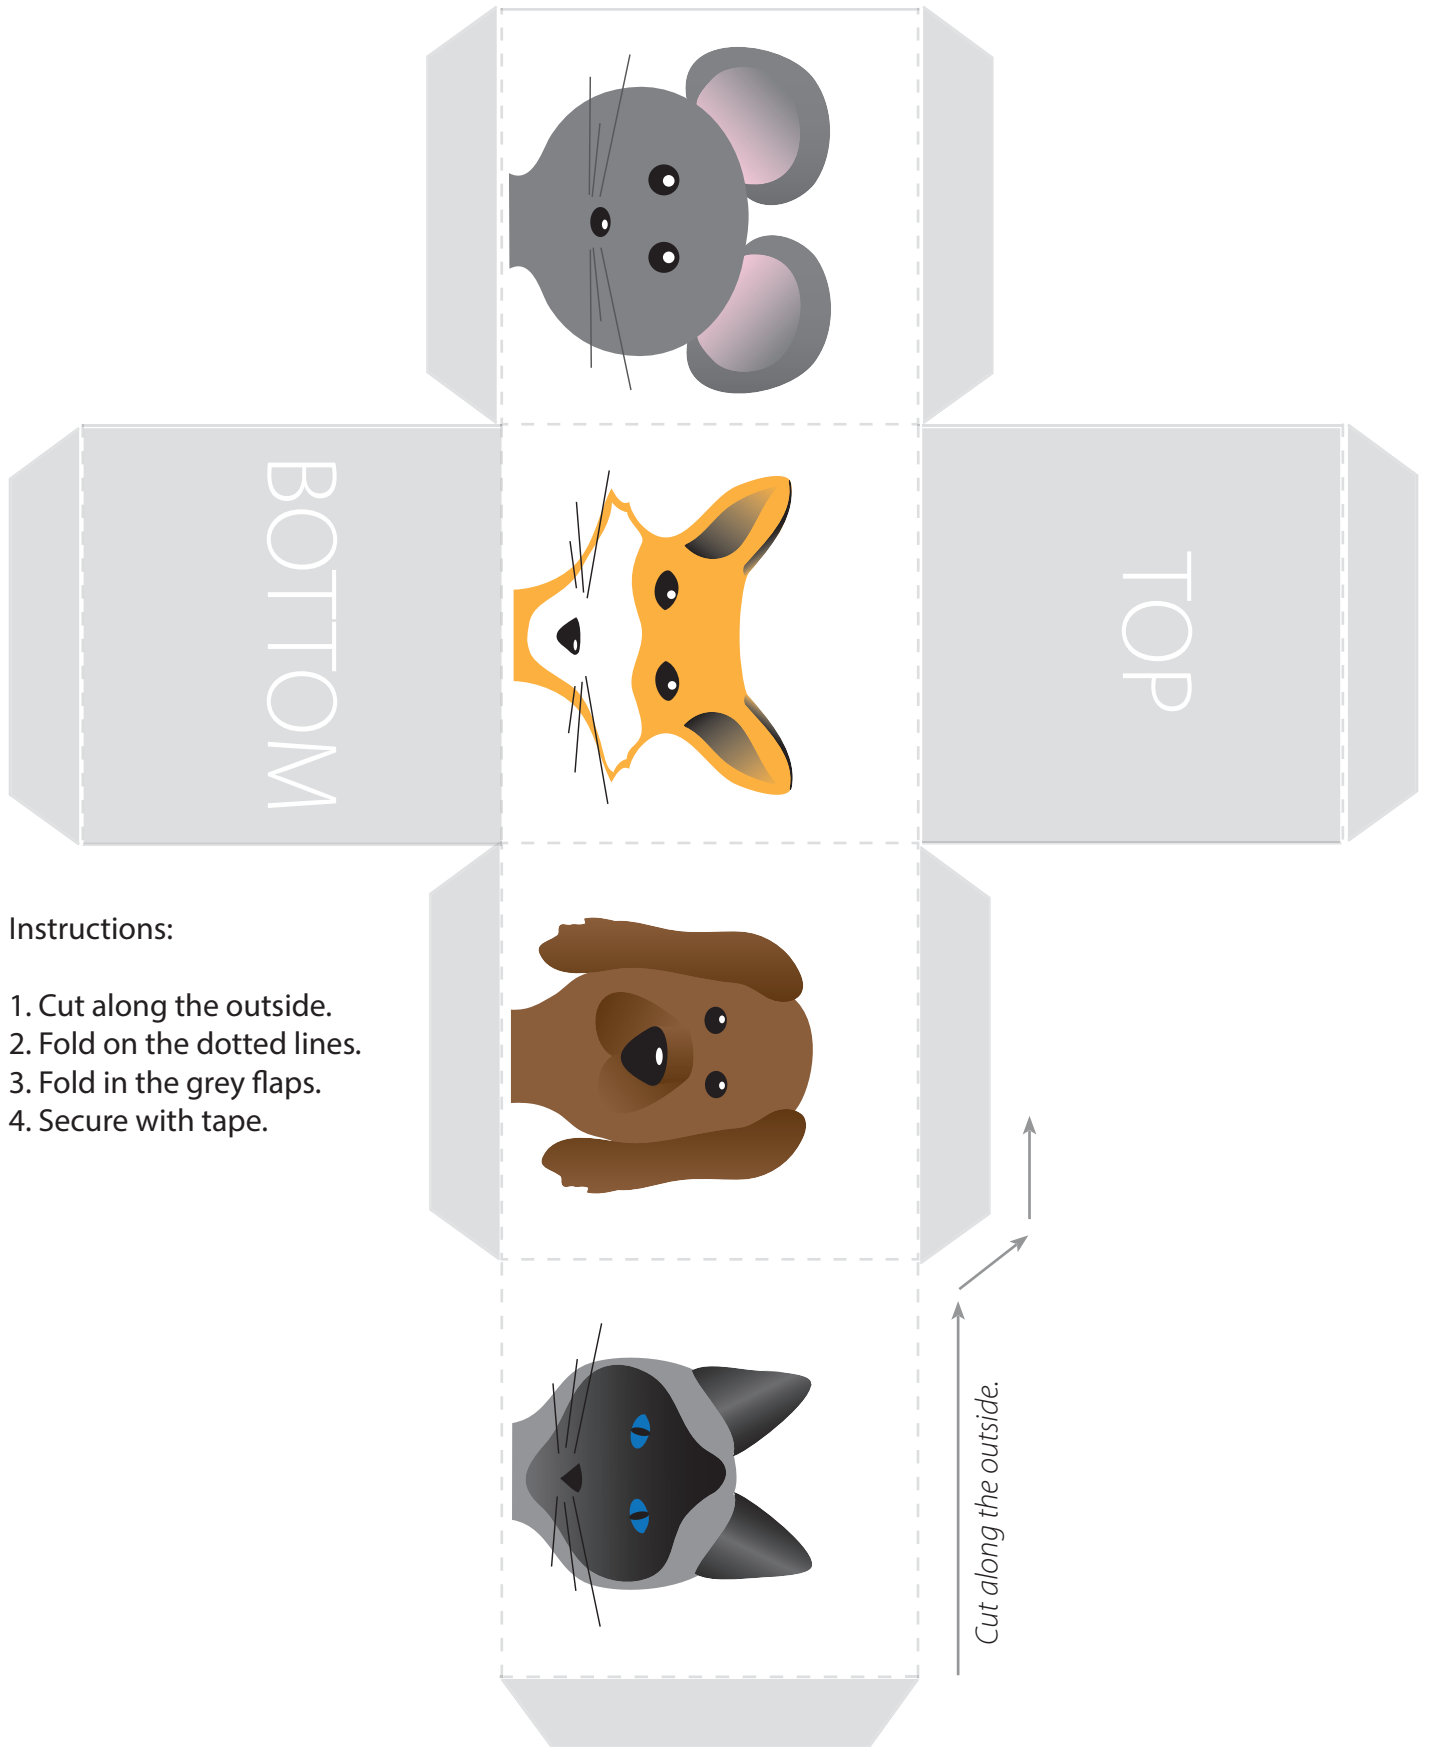 BOTTOM
TOP
Instructions:
1. Cut along the outside.
2. Fold on the dotted lines.
3. Fold in the grey flaps.
4. Secure with tape.
Cut along the outside.